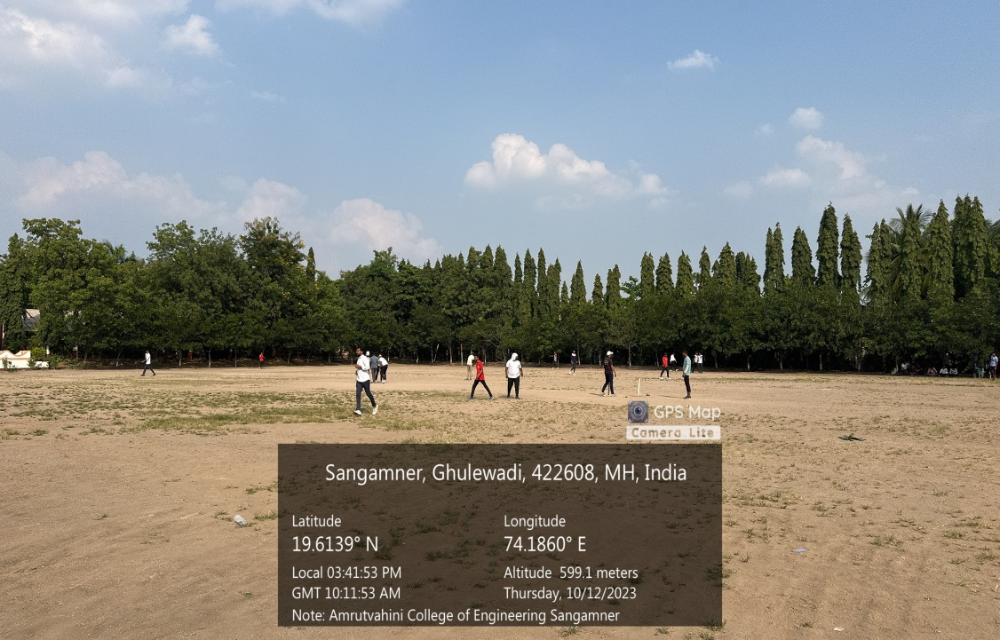 GPS Map
Camera Lite
Sangamner, Ghulewadi, 422608, MH, India
Latitude
Longitude
19.6139° N
74.1860° E
Local 03:41:53 PM
Altitude 599.1 meters
GMT 10:11:53 AM
Thursday, 10/12/2023
Note: Amrutvahini College of Engineering Sangamner